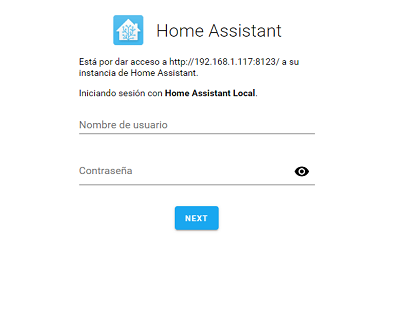 Home Assistant
Está por dar acceso a http://192.168.1.117:8123/ a su
instancia de Home Assistant.
Iniciando sesión con Home Assistant Local.
Nombre de usuario
Contraseña
NEXT